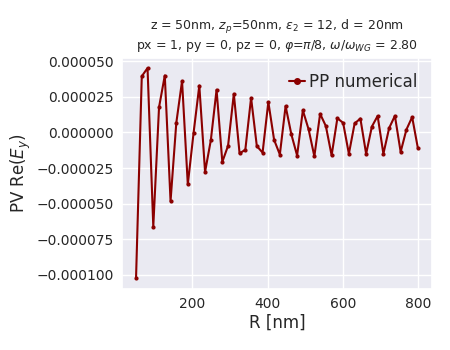 z = 50nm, z_p=50nm, ε_2 = 12, d = 20nm
px = 1, py = 0, pz = 0, φ=π/8, ω/ω_WG = 2.80
PP numerical
PV Re(E_y)
0.000050
0.000025
0.000000
−0.000025
−0.000050
−0.000075
−0.000100
200 400 600 800
R [nm]